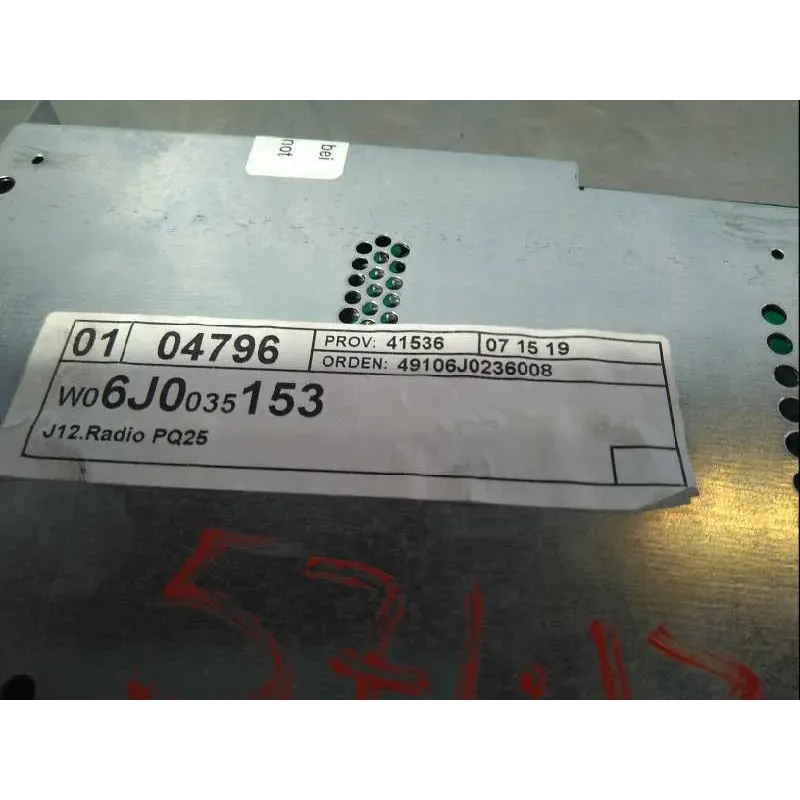 bei
not
01 04796 PROV: 41536 07 15 19
ORDEN: 49106J0236008
W06J0035153
J12.Radio PQ25